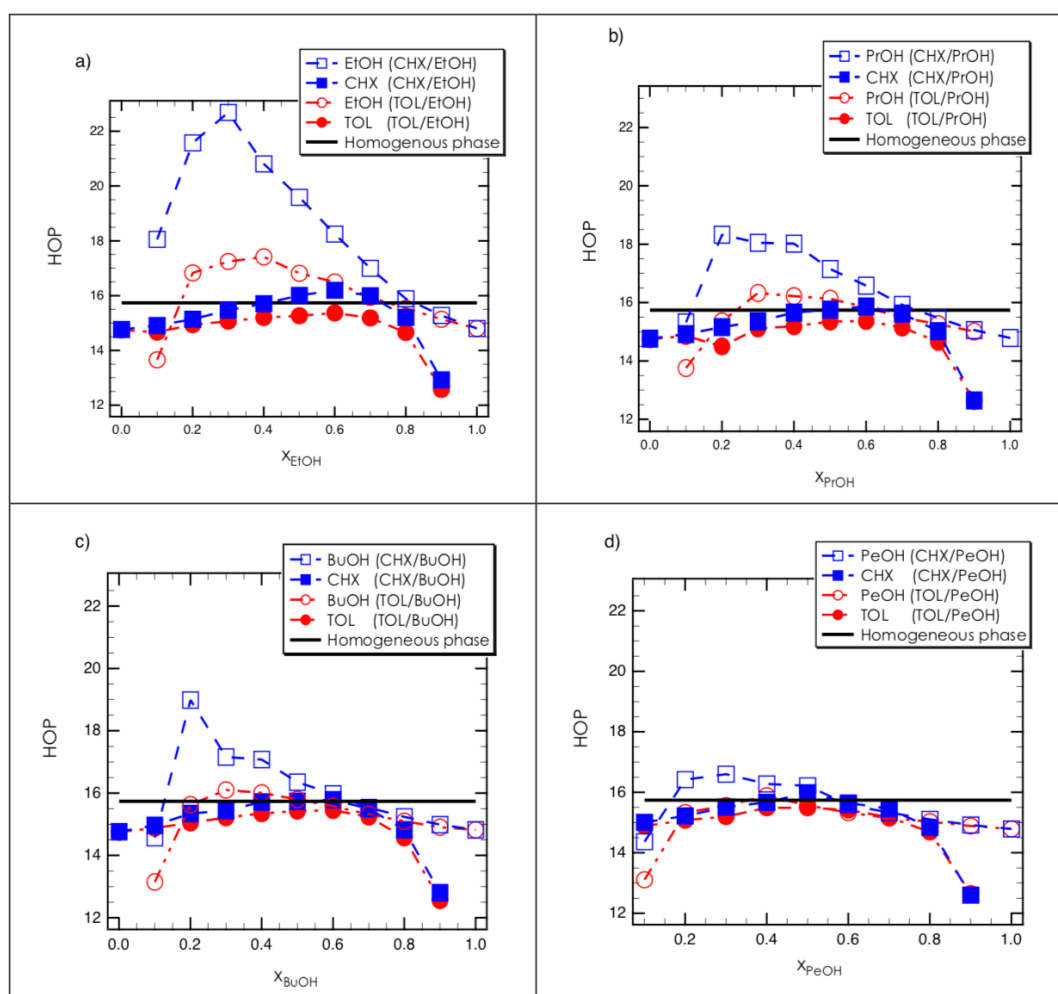 a)
EtOH (CHX/EtOH)
CHX (CHX/EtOH)
EtOH (TOL/EtOH)
TOL (TOL/EtOH)
Homogenous phase
22
20
18
16
14
12
HOP
0.0 0.2 0.4 0.6 0.8 1.0
XEtOH
b)
PrOH (CHX/PrOH)
CHX (CHX/PrOH)
PrOH (TOL/PrOH)
TOL (TOL/PrOH)
Homogeneous phase
22
20
18
16
14
12
HOP
0.0 0.2 0.4 0.6 0.8 1.0
XPrOH
c)
BuOH (CHX/BuOH)
CHX (CHX/BuOH)
BuOH (TOL/BuOH)
TOL (TOL/BuOH)
Homogeneous phase
22
20
18
16
14
12
HOP
0.0 0.2 0.4 0.6 0.8 1.0
XBuOH
d)
PeOH (CHX/PeOH)
CHX (CHX/PeOH)
PeOH (TOL/PeOH)
TOL (TOL/PeOH)
Homogeneous phase
22
20
18
16
14
12
HOP
0.2 0.4 0.6 0.8 1.0
XPeOH